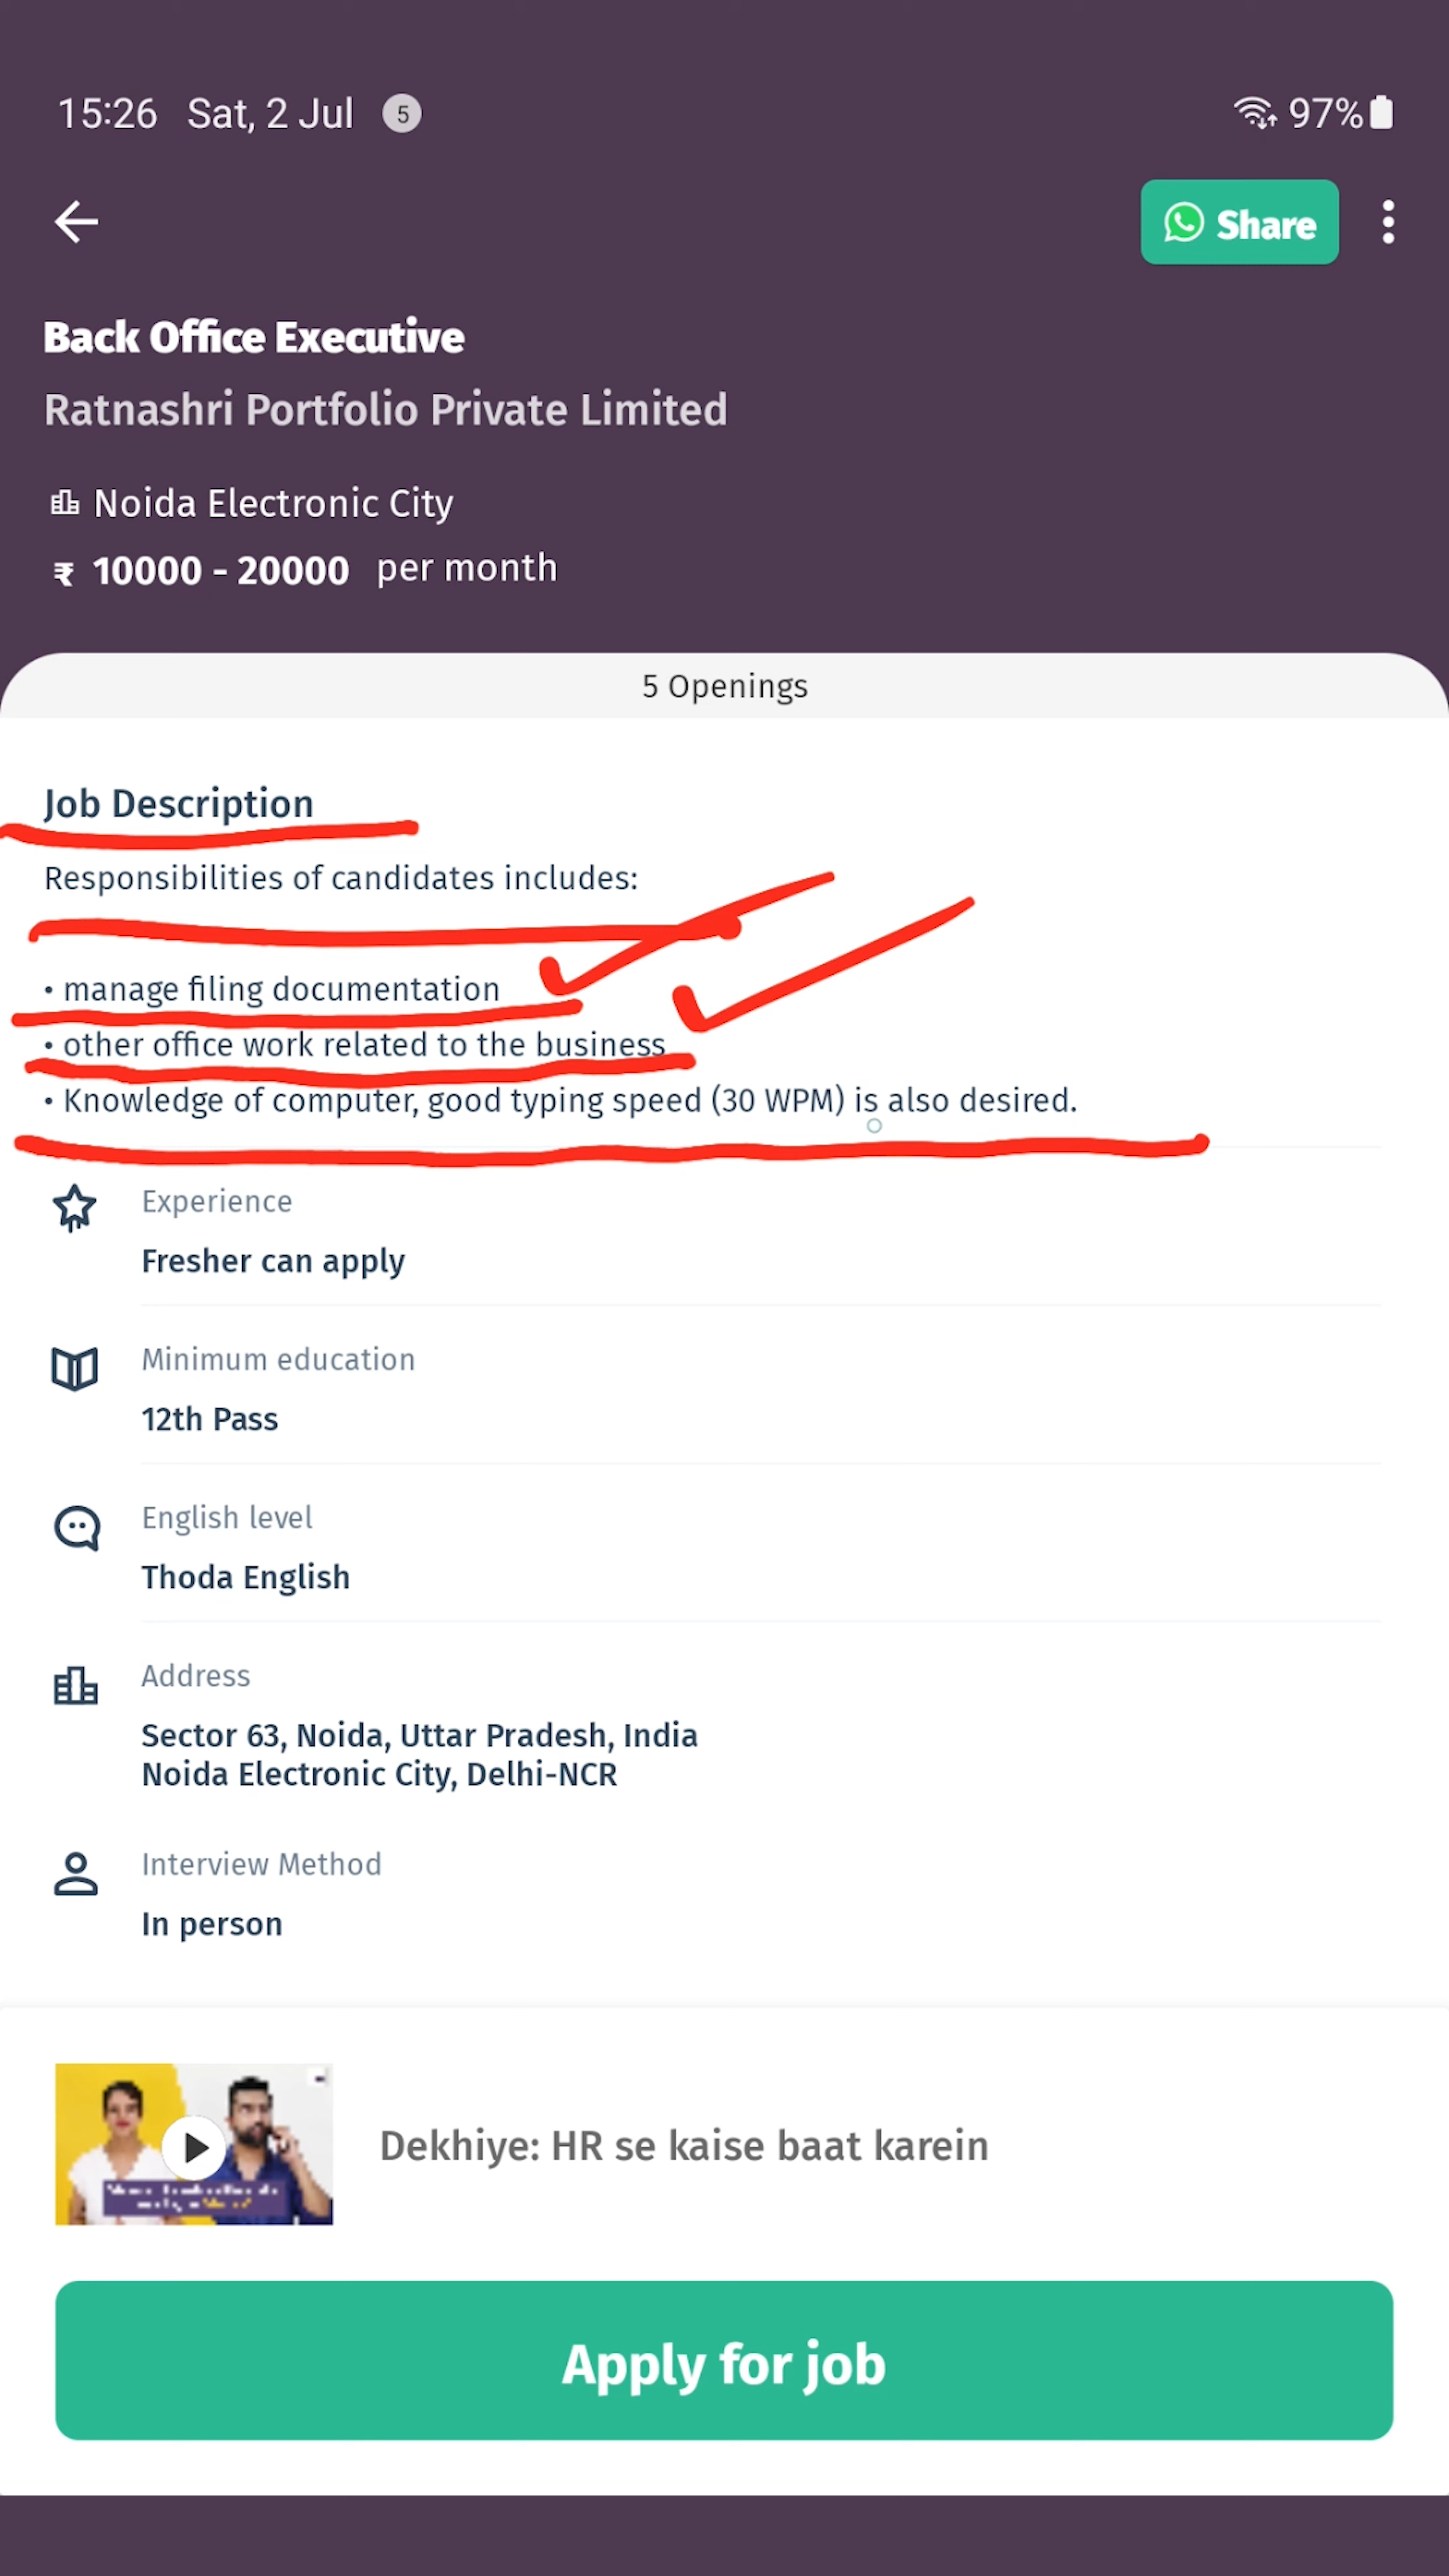 15:26 Sat, 2 Jul 5 97%
Share
Back Office Executive
Ratnashri Portfolio Private Limited
Noida Electronic City
₹ 10000 - 20000 per month
5 Openings
Job Description
Responsibilities of candidates includes:
• manage filing documentation
• other office work related to the business
• Knowledge of computer, good typing speed (30 WPM) is also desired.
Experience
Fresher can apply
Minimum education
12th Pass
English level
Thoda English
Address
Sector 63, Noida, Uttar Pradesh, India
Noida Electronic City, Delhi-NCR
Interview Method
In person
Dekhiye: HR se kaise baat karein
Apply for job